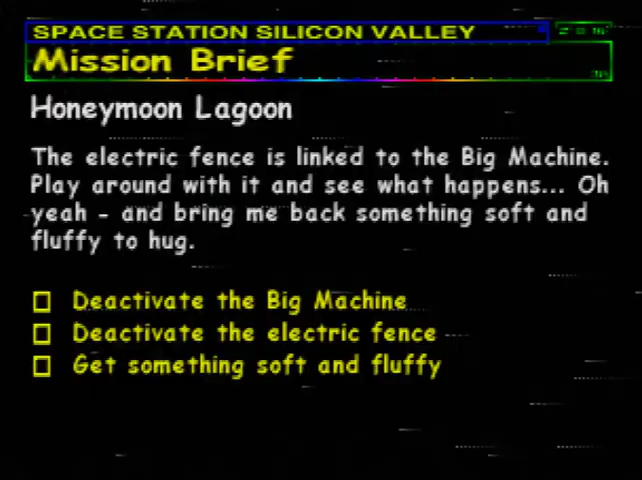 SPACE STATION SILICON VALLEY
Mission Brief
Honeymoon Lagoon
The electric fence is linked to the Big Machine.
Play around with it and see what happens... Oh
yeah - and bring me back something soft and
fluffy to hug.
Deactivate the Big Machine
Deactivate the electric fence
Get something soft and fluffy